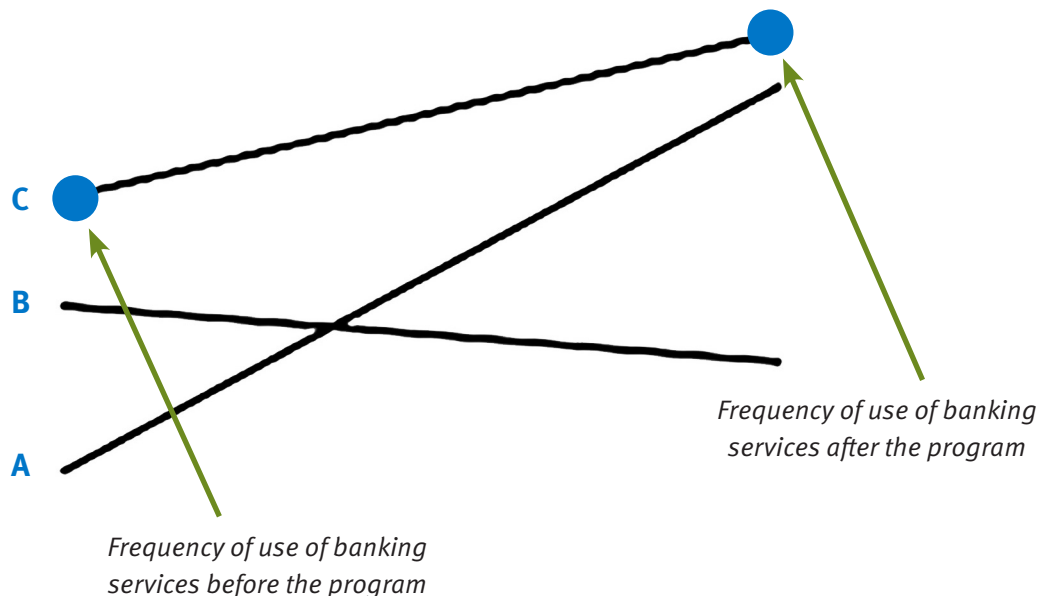 C
B
A
Frequency of use of banking
services after the program
Frequency of use of banking
services before the program